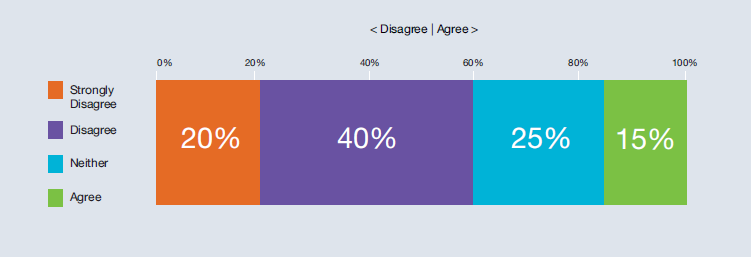 < Disagree | Agree >
0% 20% 40% 60% 80% 100%
Strongly
Disagree
Disagree
Neither
Agree
20% 40% 25% 15%